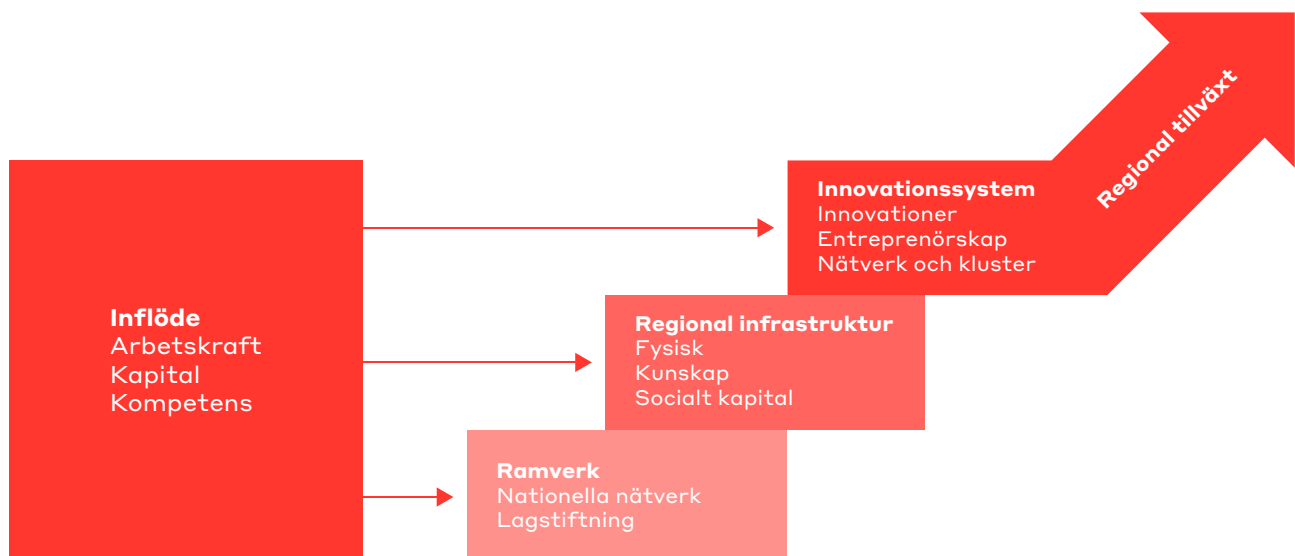 Inflöde
Arbetskraft
Kapital
Kompetens
Ramverk
Nationella nätverk
Lagstiftning
Regional infrastruktur
Fysisk
Kunskap
Socialt kapital
Innovationssystem
Innovationer
Entreprenörskap
Nätverk och kluster
Regional tillväxt